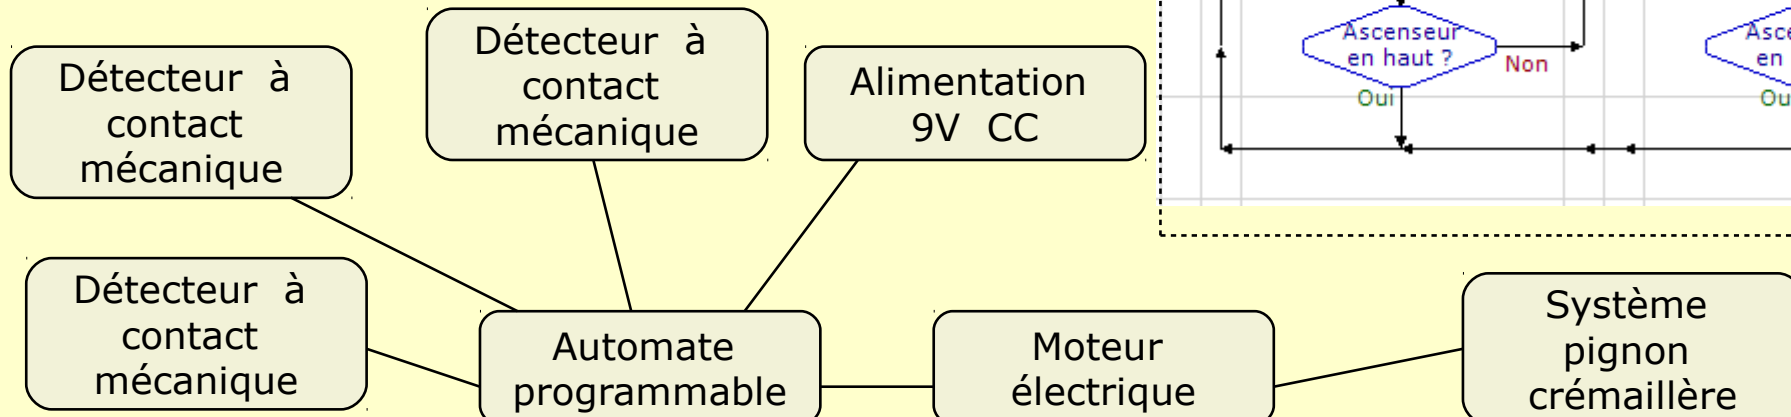 Détecteur à
contact
mécanique
Détecteur à
contact
mécanique
Alimentation
9V CC
Ascenseur
en haut ?
Non
Oui
Détecteur à
contact
mécanique
Automate
programmable
Moteur
électrique
Système
pignon
crémaillère